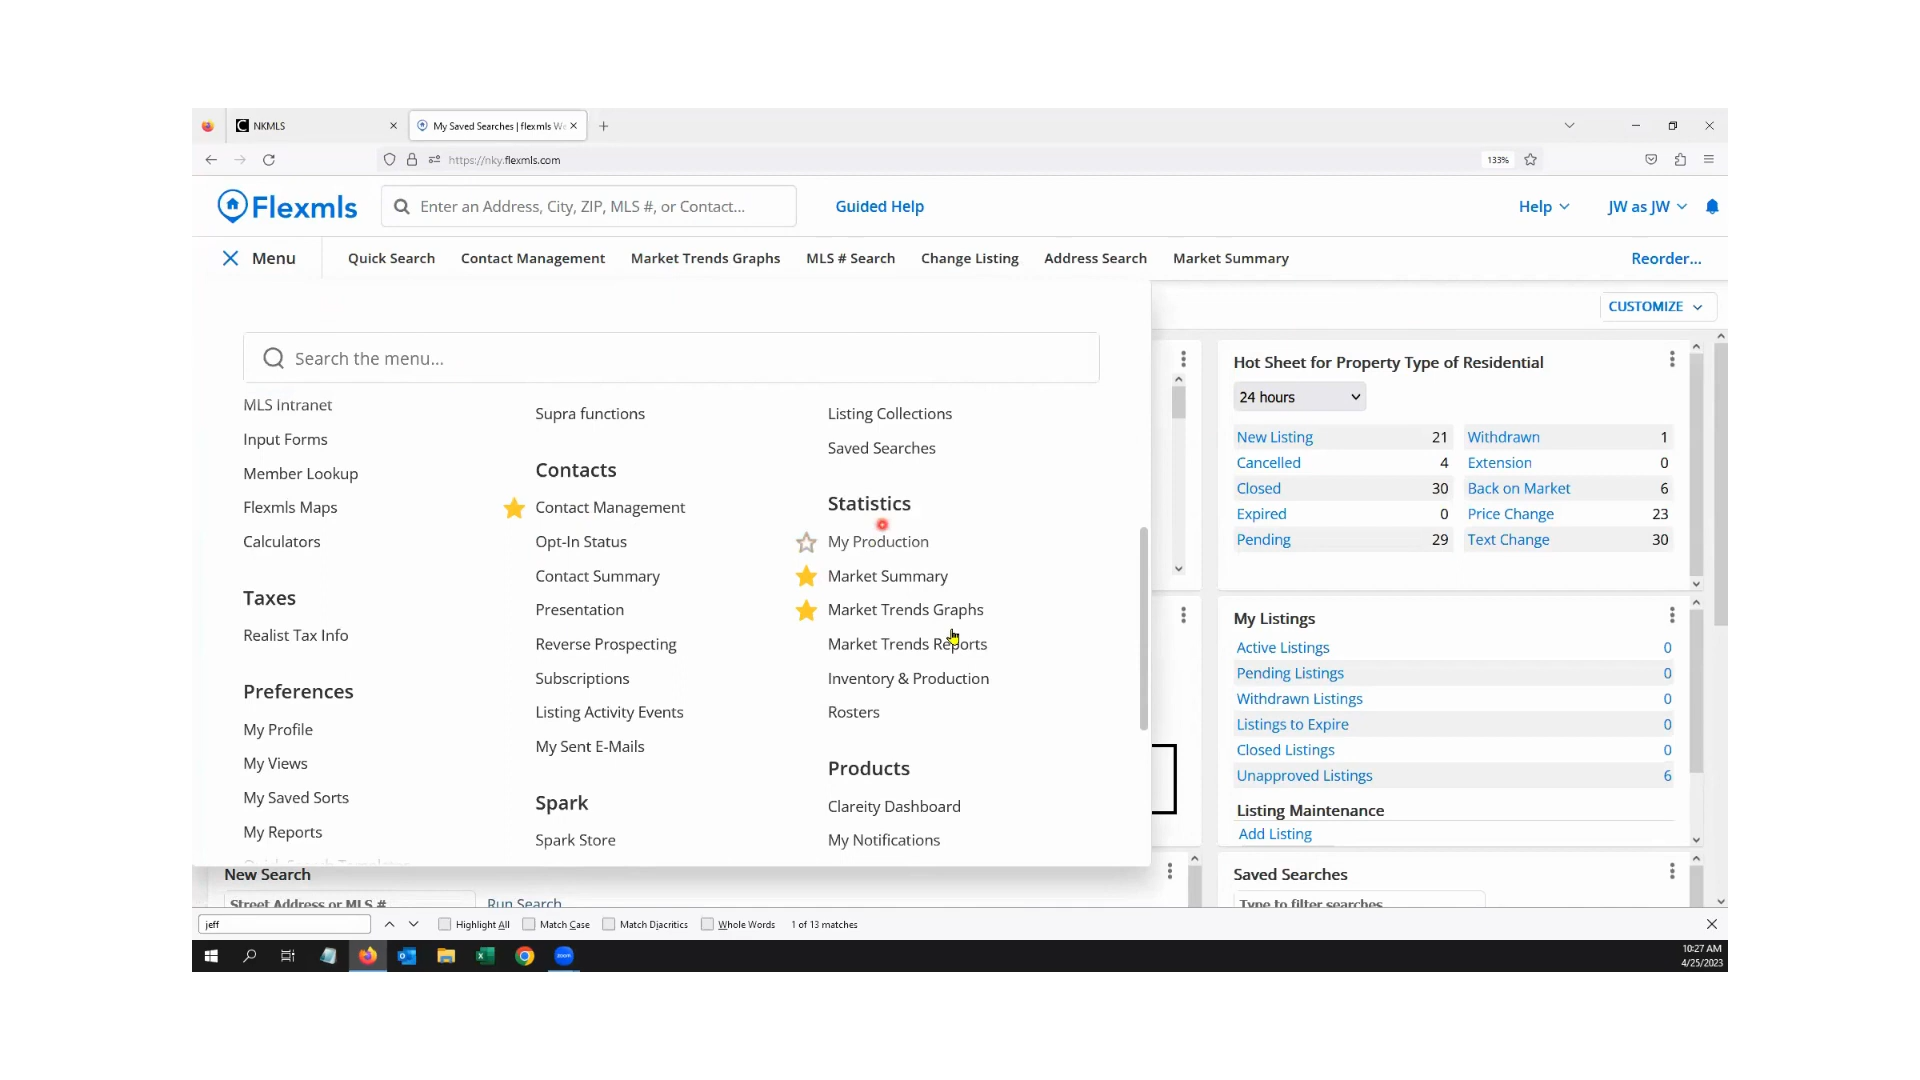 NKMLS
My Saved Searches | flexmls We
https://nky.flexmls.com
133%
Flexmls
Enter an Address, City, ZIP, MLS #, or Contact...
Guided Help
Help
JW as JW
Menu
Quick Search
Contact Management
Market Trends Graphs
MLS # Search
Change Listing
Address Search
Market Summary
Reorder...
CUSTOMIZE
Search the menu...
MLS Intranet
Input Forms
Member Lookup
Flexmls Maps
Calculators
Taxes
Realist Tax Info
Preferences
My Profile
My Views
My Saved Sorts
My Reports
Quick Search Templates
Supra functions
Contacts
Contact Management
Opt-In Status
Contact Summary
Presentation
Reverse Prospecting
Subscriptions
Listing Activity Events
My Sent E-Mails
Spark
Spark Store
Listing Collections
Saved Searches
Statistics
My Production
Market Summary
Market Trends Graphs
Market Trends Reports
Inventory & Production
Rosters
Products
Clareity Dashboard
My Notifications
Hot Sheet for Property Type of Residential
24 hours
New Listing 21 Withdrawn 1
Cancelled 4 Extension 0
Closed 30 Back on Market 6
Expired 0 Price Change 23
Pending 29 Text Change 30
My Listings
Active Listings 0
Pending Listings 0
Withdrawn Listings 0
Listings to Expire 0
Closed Listings 0
Unapproved Listings 6
Listing Maintenance
Add Listing
New Search
Street Address or MLS #
Run Search
Saved Searches
Type to filter searches
jeff
Highlight All
Match Case
Match Diacritics
Whole Words
1 of 13 matches
zoom
10:27 AM
4/25/2023